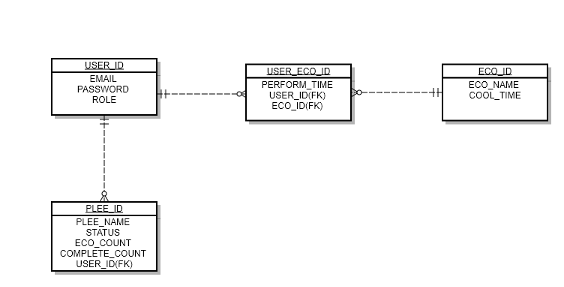 USER_ID
EMAIL
PASSWORD
ROLE
USER_ECO_ID
PERFORM_TIME
USER_ID(FK)
ECO_ID(FK)
ECO_ID
ECO_NAME
COOL_TIME
PLEE_ID
PLEE_NAME
STATUS
ECO_COUNT
COMPLETE_COUNT
USER_ID(FK)